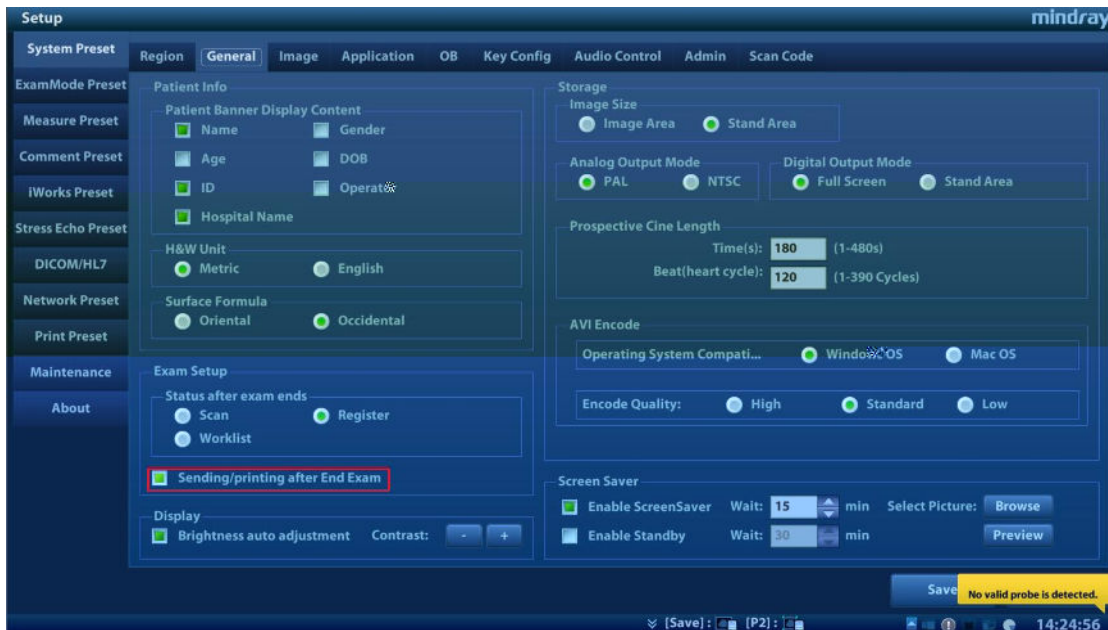 Setup
mindray
System Preset
ExamMode Preset
Measure Preset
Comment Preset
iWorks Preset
Stress Echo Preset
DICOM/HL7
Network Preset
Print Preset
Maintenance
About
Region General Image Application OB Key Config Audio Control Admin Scan Code
Patient Info
Patient Banner Display Content
Name Gender
Age DOB
ID Operator
Hospital Name
H&W Unit
Metric English
Surface Formula
Oriental Occidental
Exam Setup
Status after exam ends
Scan Register
Worklist
Sending/printing after End Exam
Display
Brightness auto adjustment Contrast: - +
Storage
Image Size
Image Area Stand Area
Analog Output Mode Digital Output Mode
PAL NTSC Full Screen Stand Area
Prospective Cine Length
Time(s): 180 (1-480s)
Beat(heart cycle): 120 (1-390 Cycles)
AVI Encode
Operating System Compati... Windows OS Mac OS
Encode Quality: High Standard Low
Screen Saver
Enable ScreenSaver Wait: 15 min Select Picture: Browse
Enable Standby Wait: 30 min Preview
Save
No valid probe is detected.
[Save] : [P2] : 14:24:56